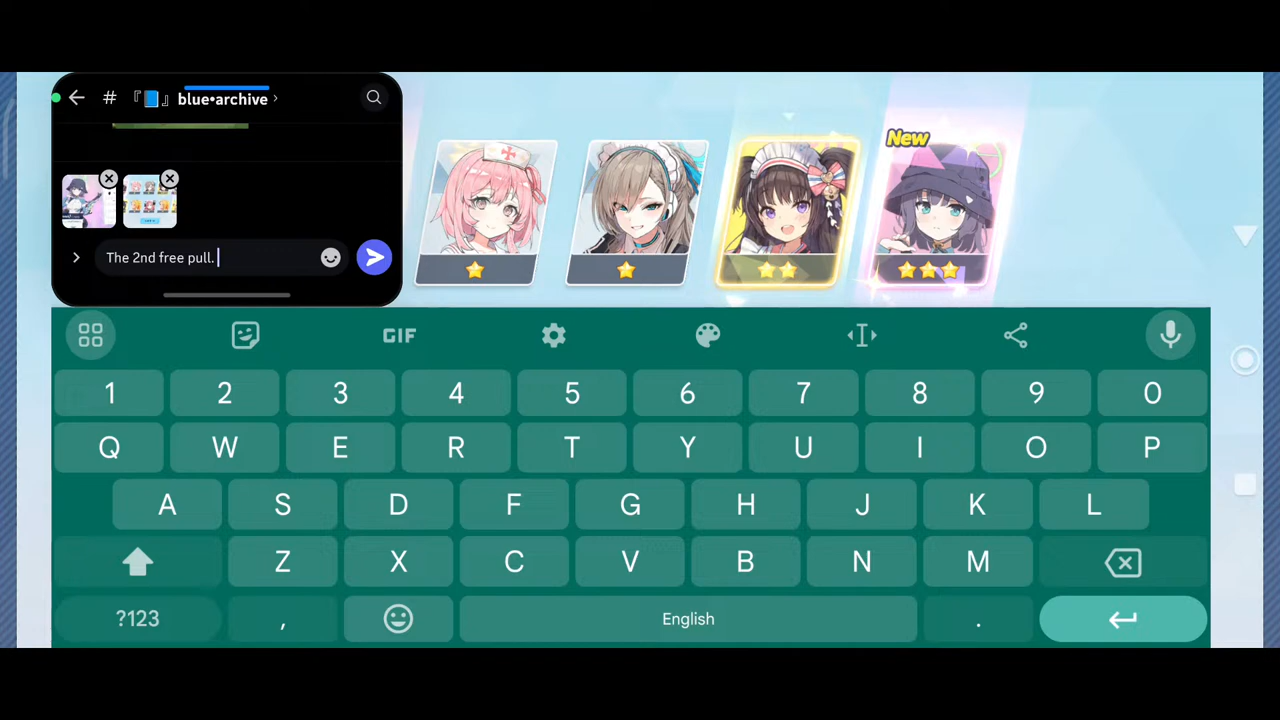 # 『📘』 blue•archive ›
New
The 2nd free pull.
GIF
1 2 3 4 5 6 7 8 9 0
Q W E R T Y U I O P
A S D F G H J K L
Z X C V B N M
?123 , English .